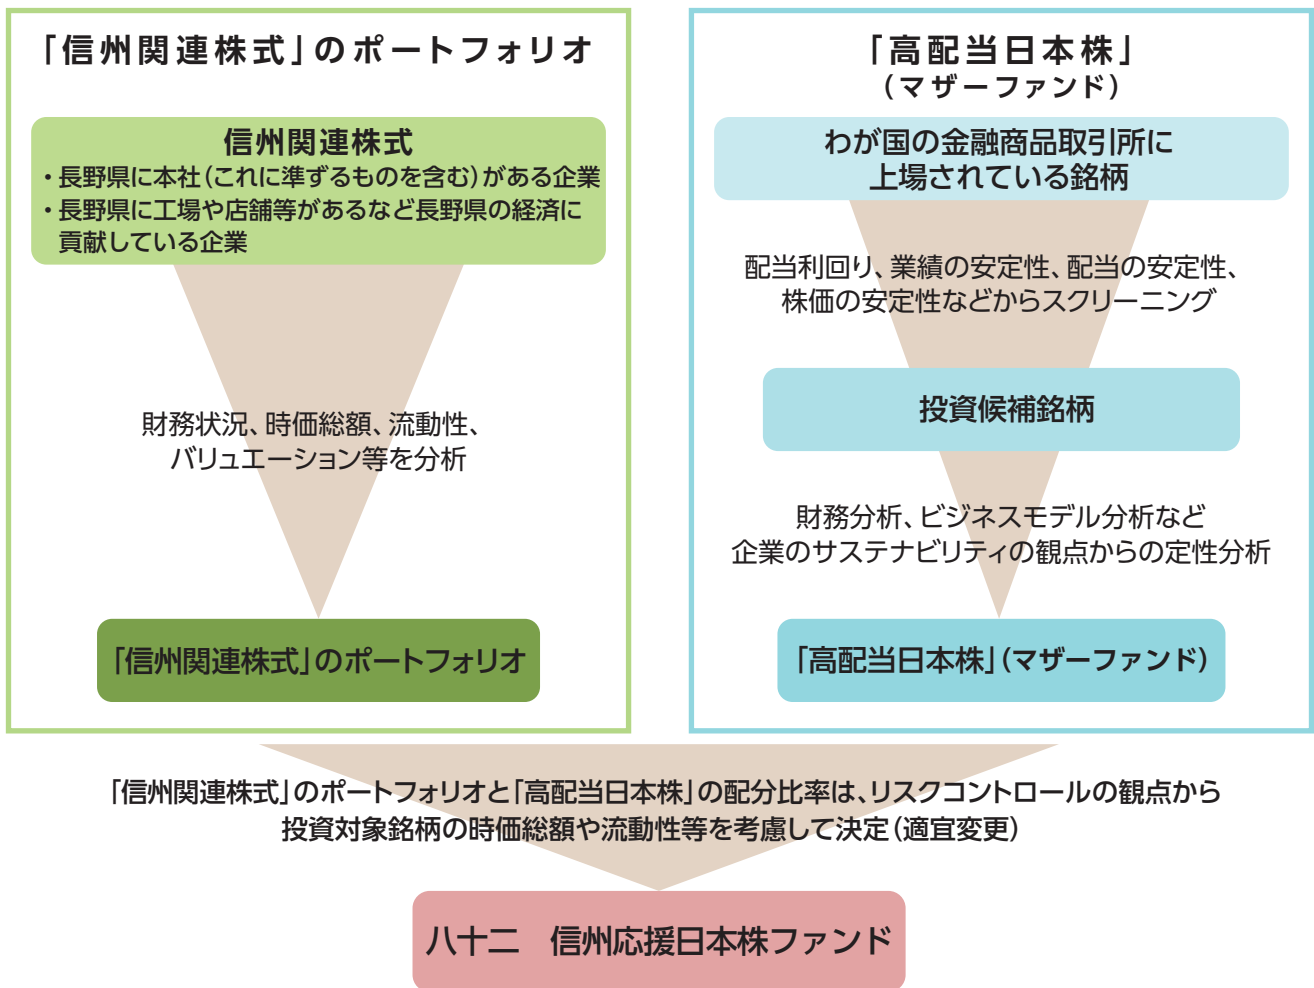 「信州関連株式」のポートフォリオ
信州関連株式
・長野県に本社(これに準ずるものを含む)がある企業
・長野県に工場や店舗等があるなど長野県の経済に
貢献している企業
財務状況、時価総額、流動性、
バリュエーション等を分析
「信州関連株式」のポートフォリオ
「高配当日本株」
(マザーファンド)
わが国の金融商品取引所に
上場されている銘柄
配当利回り、業績の安定性、配当の安定性、
株価の安定性などからスクリーニング
投資候補銘柄
財務分析、ビジネスモデル分析など
企業のサステナビリティの観点からの定性分析
「高配当日本株」(マザーファンド)
「信州関連株式」のポートフォリオと「高配当日本株」の配分比率は、リスクコントロールの観点から
投資対象銘柄の時価総額や流動性等を考慮して決定(適宜変更)
八十二　信州応援日本株ファンド